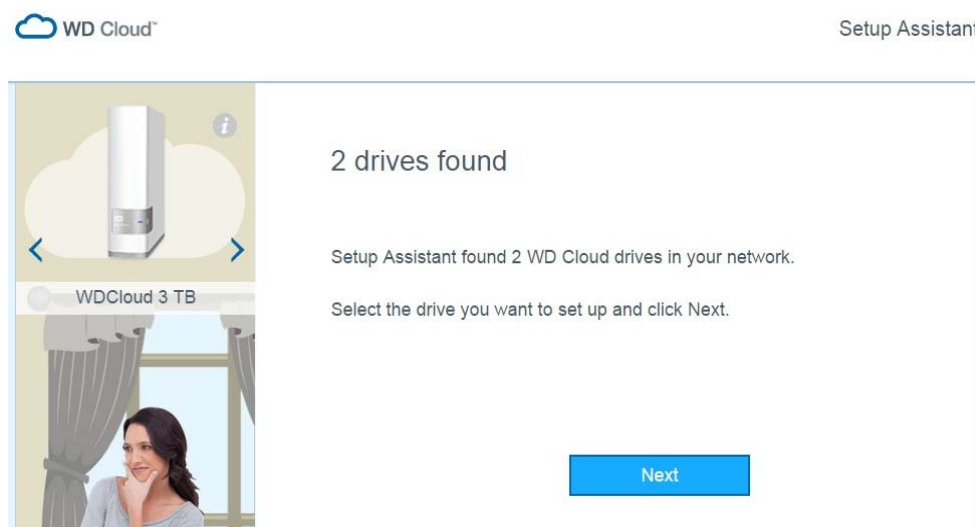 WD Cloud™
Setup Assistant
2 drives found
Setup Assistant found 2 WD Cloud drives in your network.
WDCloud 3 TB
Select the drive you want to set up and click Next.
Next